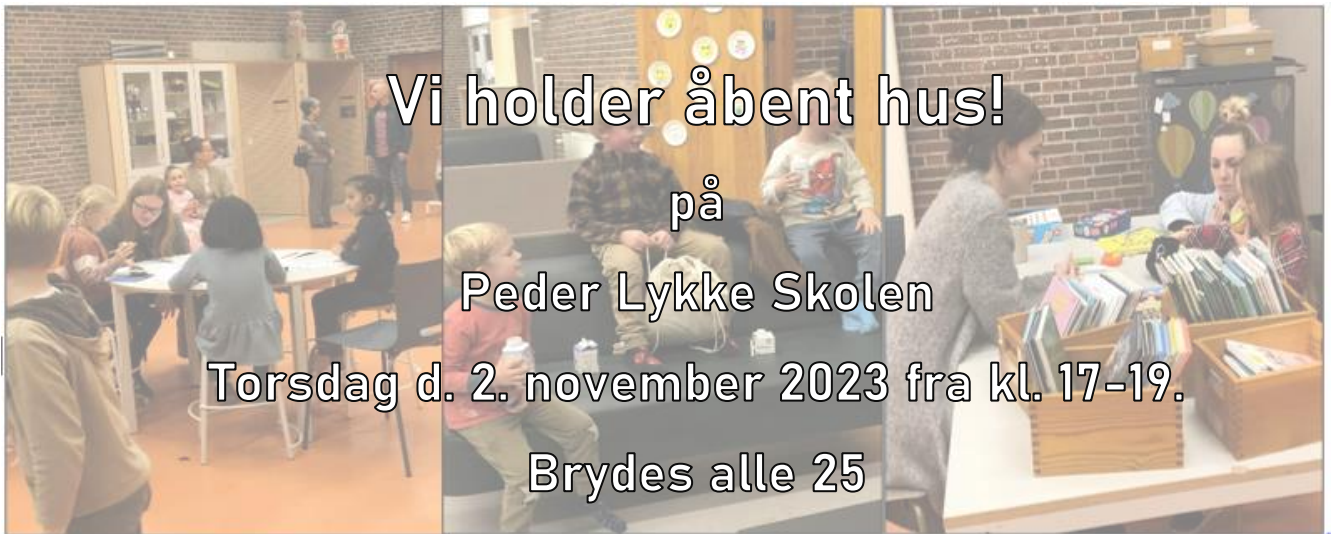 Vi holder åbent hus!
på
Peder Lykke Skolen
Torsdag d. 2. november 2023 fra kl. 17-19.
Brydes alle 25